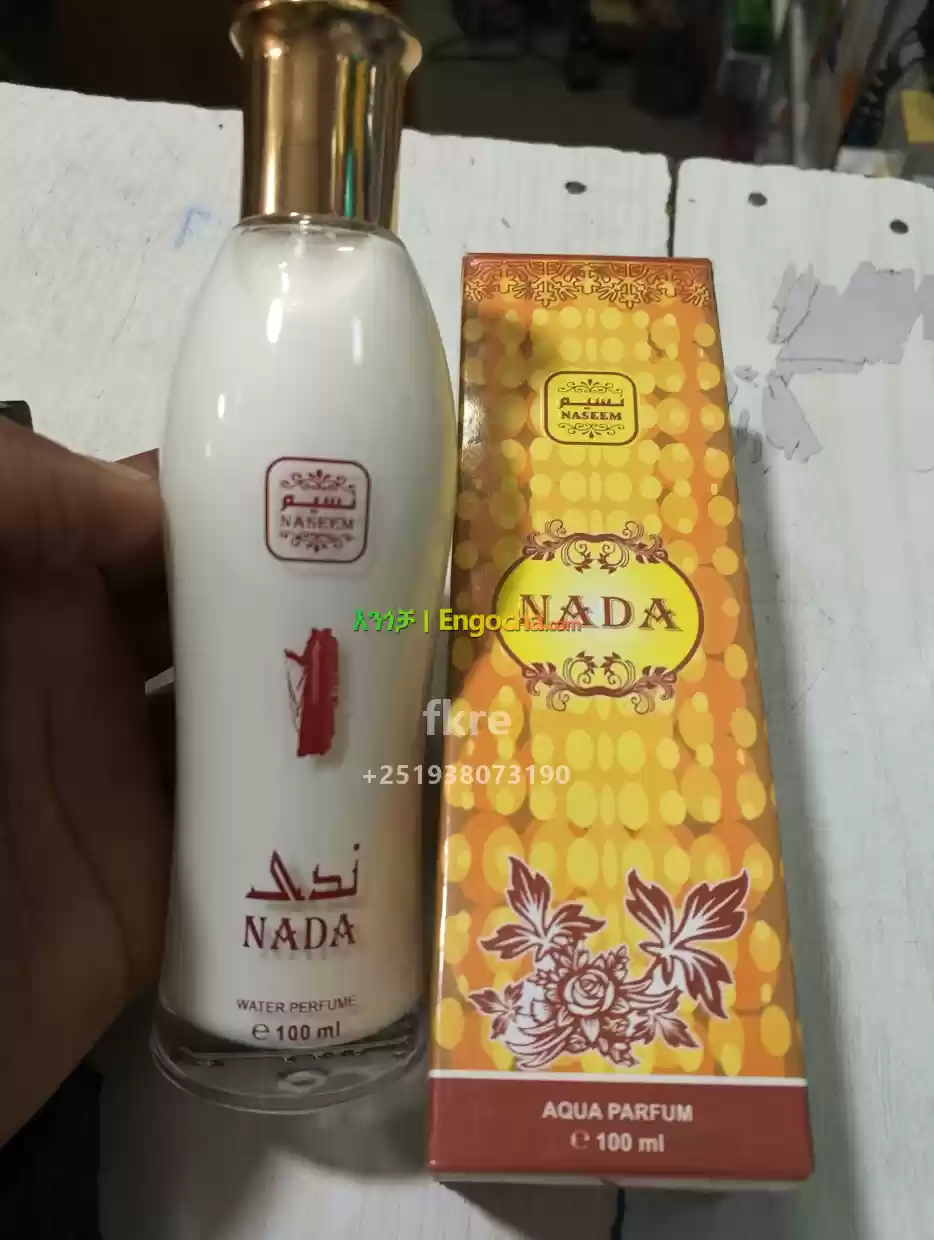 نسيم
NASEEM
ندى
NADA
WATER PERFUME
℮ 100 ml
نسيم
NASEEM
NADA
AQUA PARFUM
℮ 100 ml
እንጎቻ | Engocha.com
fkre
+251938073190